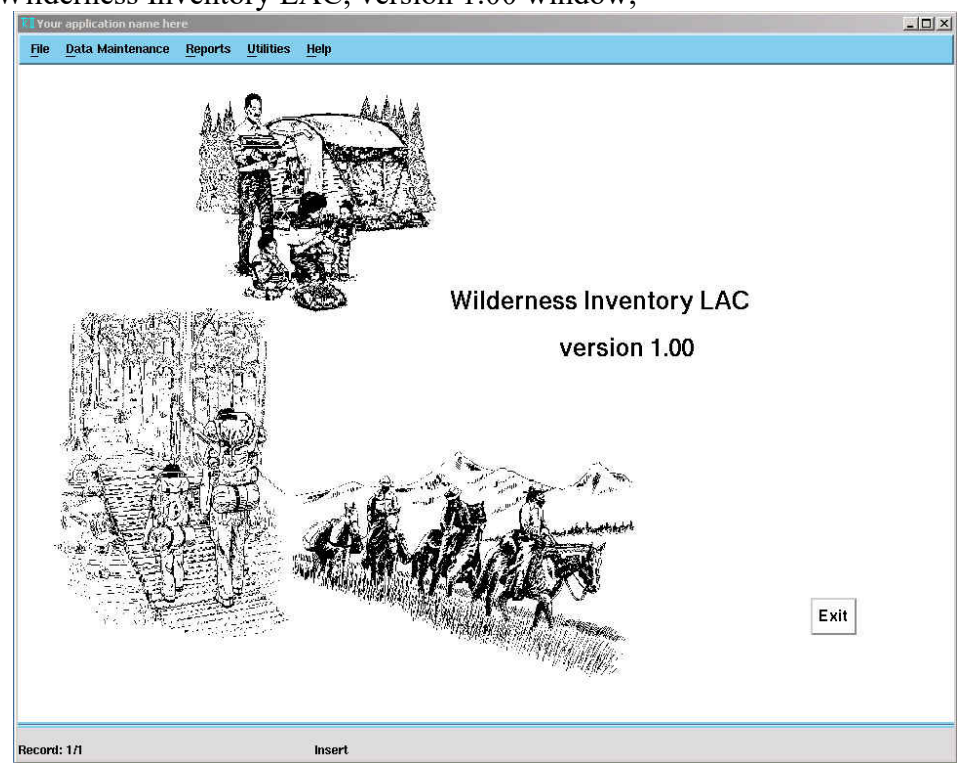 Wilderness Inventory LAC, version 1.00 window,
Your application name here
File Data Maintenance Reports Utilities Help
Wilderness Inventory LAC
version 1.00
Exit
Record: 1/1 Insert